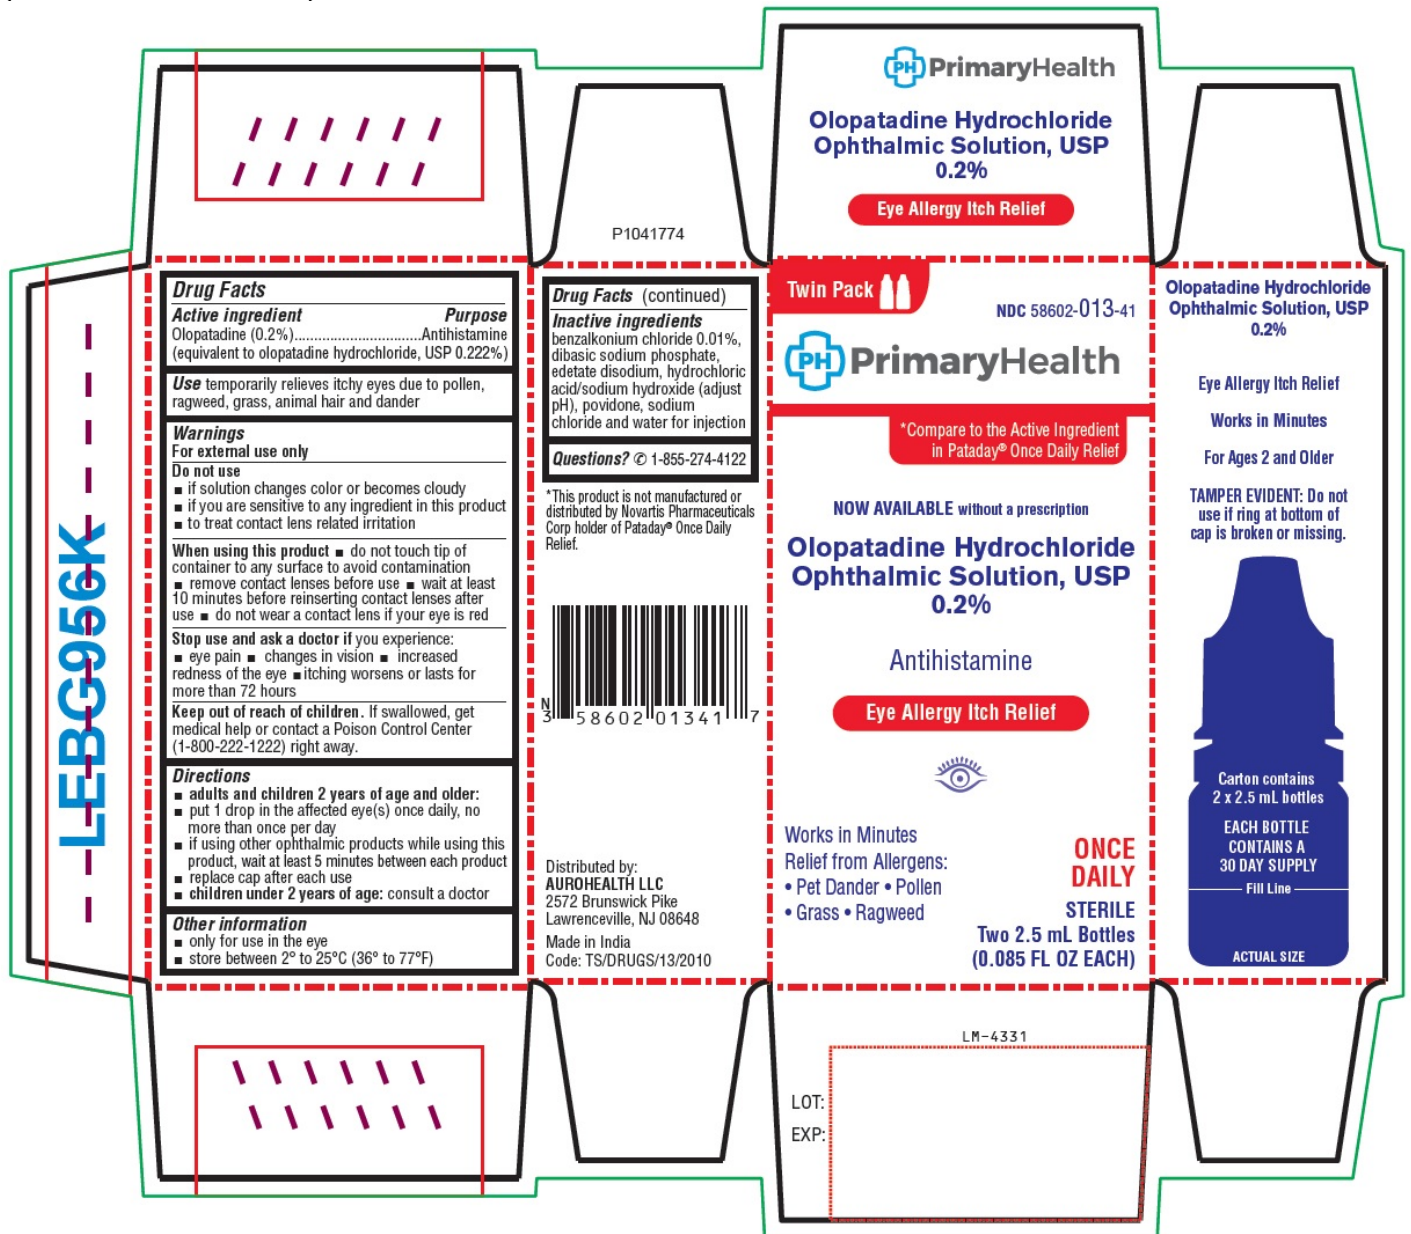 PH PrimaryHealth
Olopatadine Hydrochloride
Ophthalmic Solution, USP
0.2%
Eye Allergy Itch Relief
P1041774
LEBG956K
Drug Facts
Active ingredient Purpose
Olopatadine (0.2%)................................Antihistamine
(equivalent to olopatadine hydrochloride, USP 0.222%)
Use temporarily relieves itchy eyes due to pollen,
ragweed, grass, animal hair and dander
Warnings
For external use only
Do not use
■ if solution changes color or becomes cloudy
■ if you are sensitive to any ingredient in this product
■ to treat contact lens related irritation
When using this product ■ do not touch tip of
container to any surface to avoid contamination
■ remove contact lenses before use ■ wait at least
10 minutes before reinserting contact lenses after
use ■ do not wear a contact lens if your eye is red
Stop use and ask a doctor if you experience:
■ eye pain ■ changes in vision ■ increased
redness of the eye ■ itching worsens or lasts for
more than 72 hours
Keep out of reach of children. If swallowed, get
medical help or contact a Poison Control Center
(1-800-222-1222) right away.
Directions
■ adults and children 2 years of age and older:
■ put 1 drop in the affected eye(s) once daily, no
more than once per day
■ if using other ophthalmic products while using this
product, wait at least 5 minutes between each product
■ replace cap after each use
■ children under 2 years of age: consult a doctor
Other information
■ only for use in the eye
■ store between 2° to 25°C (36° to 77°F)
Drug Facts (continued)
Inactive ingredients
benzalkonium chloride 0.01%,
dibasic sodium phosphate,
edetate disodium, hydrochloric
acid/sodium hydroxide (adjust
pH), povidone, sodium
chloride and water for injection
Questions? ✆ 1-855-274-4122
*This product is not manufactured or
distributed by Novartis Pharmaceuticals
Corp holder of Pataday® Once Daily
Relief.
N
3 58602 01341 7
Distributed by:
AUROHEALTH LLC
2572 Brunswick Pike
Lawrenceville, NJ 08648
Made in India
Code: TS/DRUGS/13/2010
Twin Pack
NDC 58602-013-41
PH PrimaryHealth
*Compare to the Active Ingredient
in Pataday® Once Daily Relief
NOW AVAILABLE without a prescription
Olopatadine Hydrochloride
Ophthalmic Solution, USP
0.2%
Antihistamine
Eye Allergy Itch Relief
Works in Minutes
Relief from Allergens:
• Pet Dander • Pollen
• Grass • Ragweed
ONCE
DAILY
STERILE
Two 2.5 mL Bottles
(0.085 FL OZ EACH)
Olopatadine Hydrochloride
Ophthalmic Solution, USP
0.2%
Eye Allergy Itch Relief
Works in Minutes
For Ages 2 and Older
TAMPER EVIDENT: Do not
use if ring at bottom of
cap is broken or missing.
Carton contains
2 x 2.5 mL bottles
EACH BOTTLE
CONTAINS A
30 DAY SUPPLY
Fill Line
ACTUAL SIZE
LM-4331
LOT:
EXP: